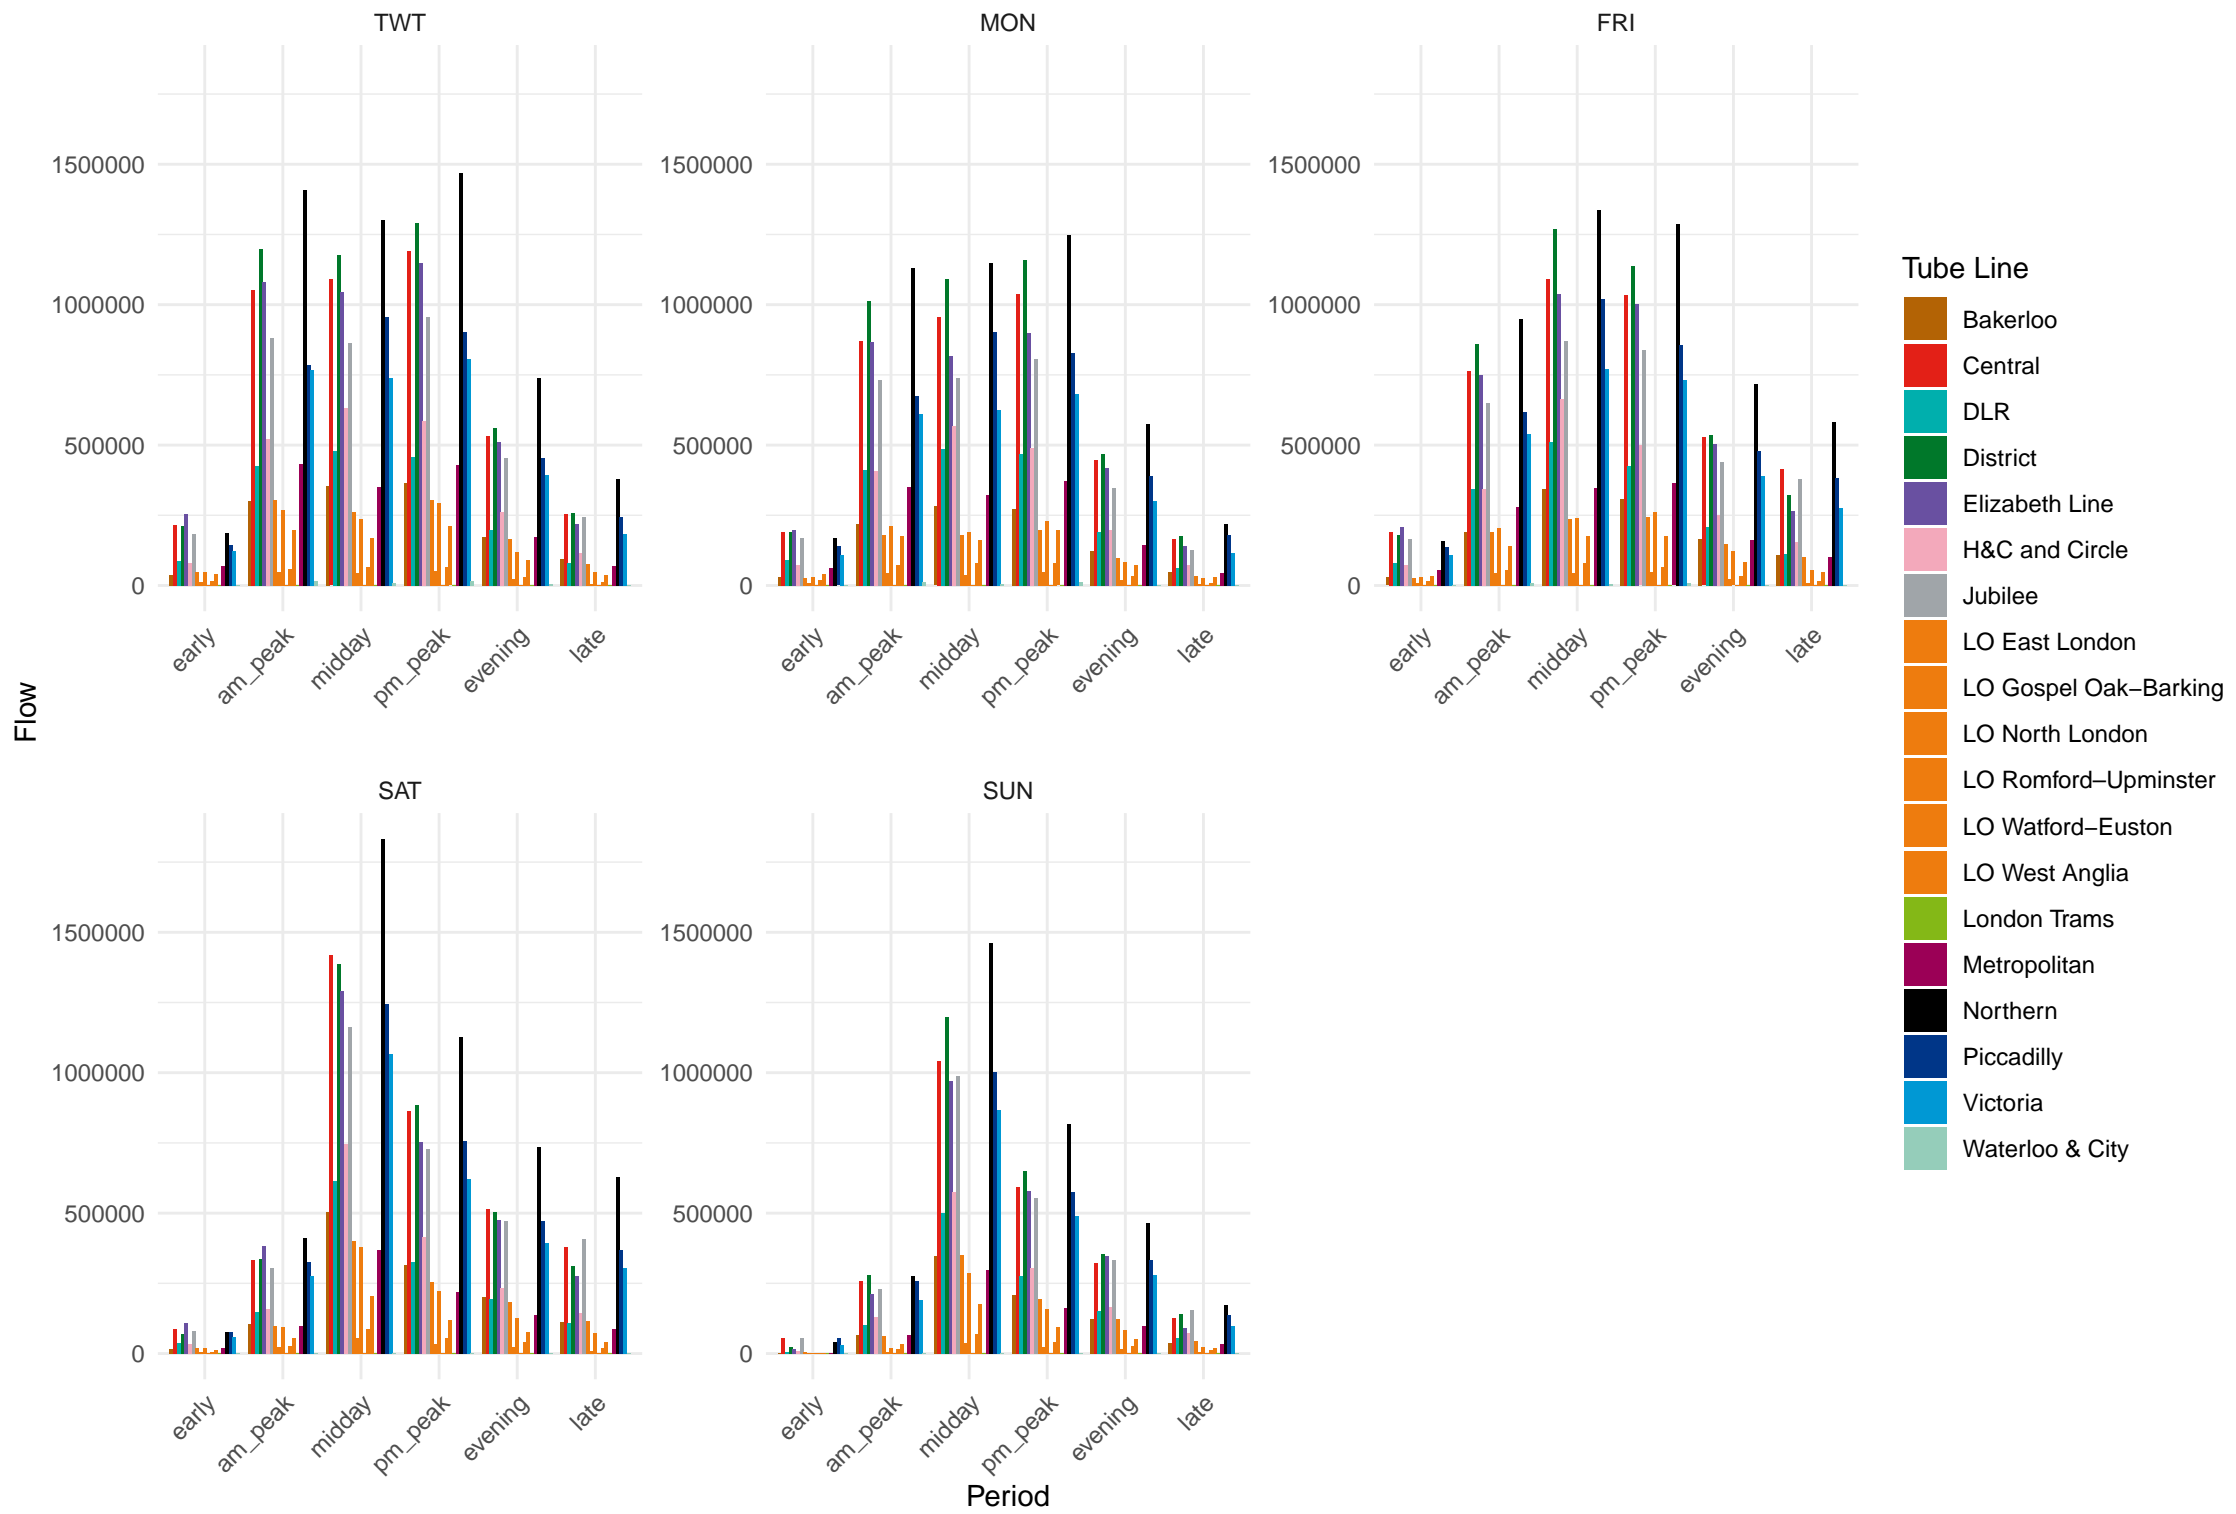 TWT
MON
FRI
1500000
1000000
500000
0
1500000
1000000
500000
0
1500000
1000000
500000
0
early
am_peak
midday
pm_peak
evening
late
early
am_peak
midday
pm_peak
evening
late
early
am_peak
midday
pm_peak
evening
late
Flow
SAT
SUN
1500000
1000000
500000
0
1500000
1000000
500000
0
early
am_peak
midday
pm_peak
evening
late
early
am_peak
midday
pm_peak
evening
late
Period
Tube Line
Bakerloo
Central
DLR
District
Elizabeth Line
H&C and Circle
Jubilee
LO East London
LO Gospel Oak−Barking
LO North London
LO Romford−Upminster
LO Watford−Euston
LO West Anglia
London Trams
Metropolitan
Northern
Piccadilly
Victoria
Waterloo & City